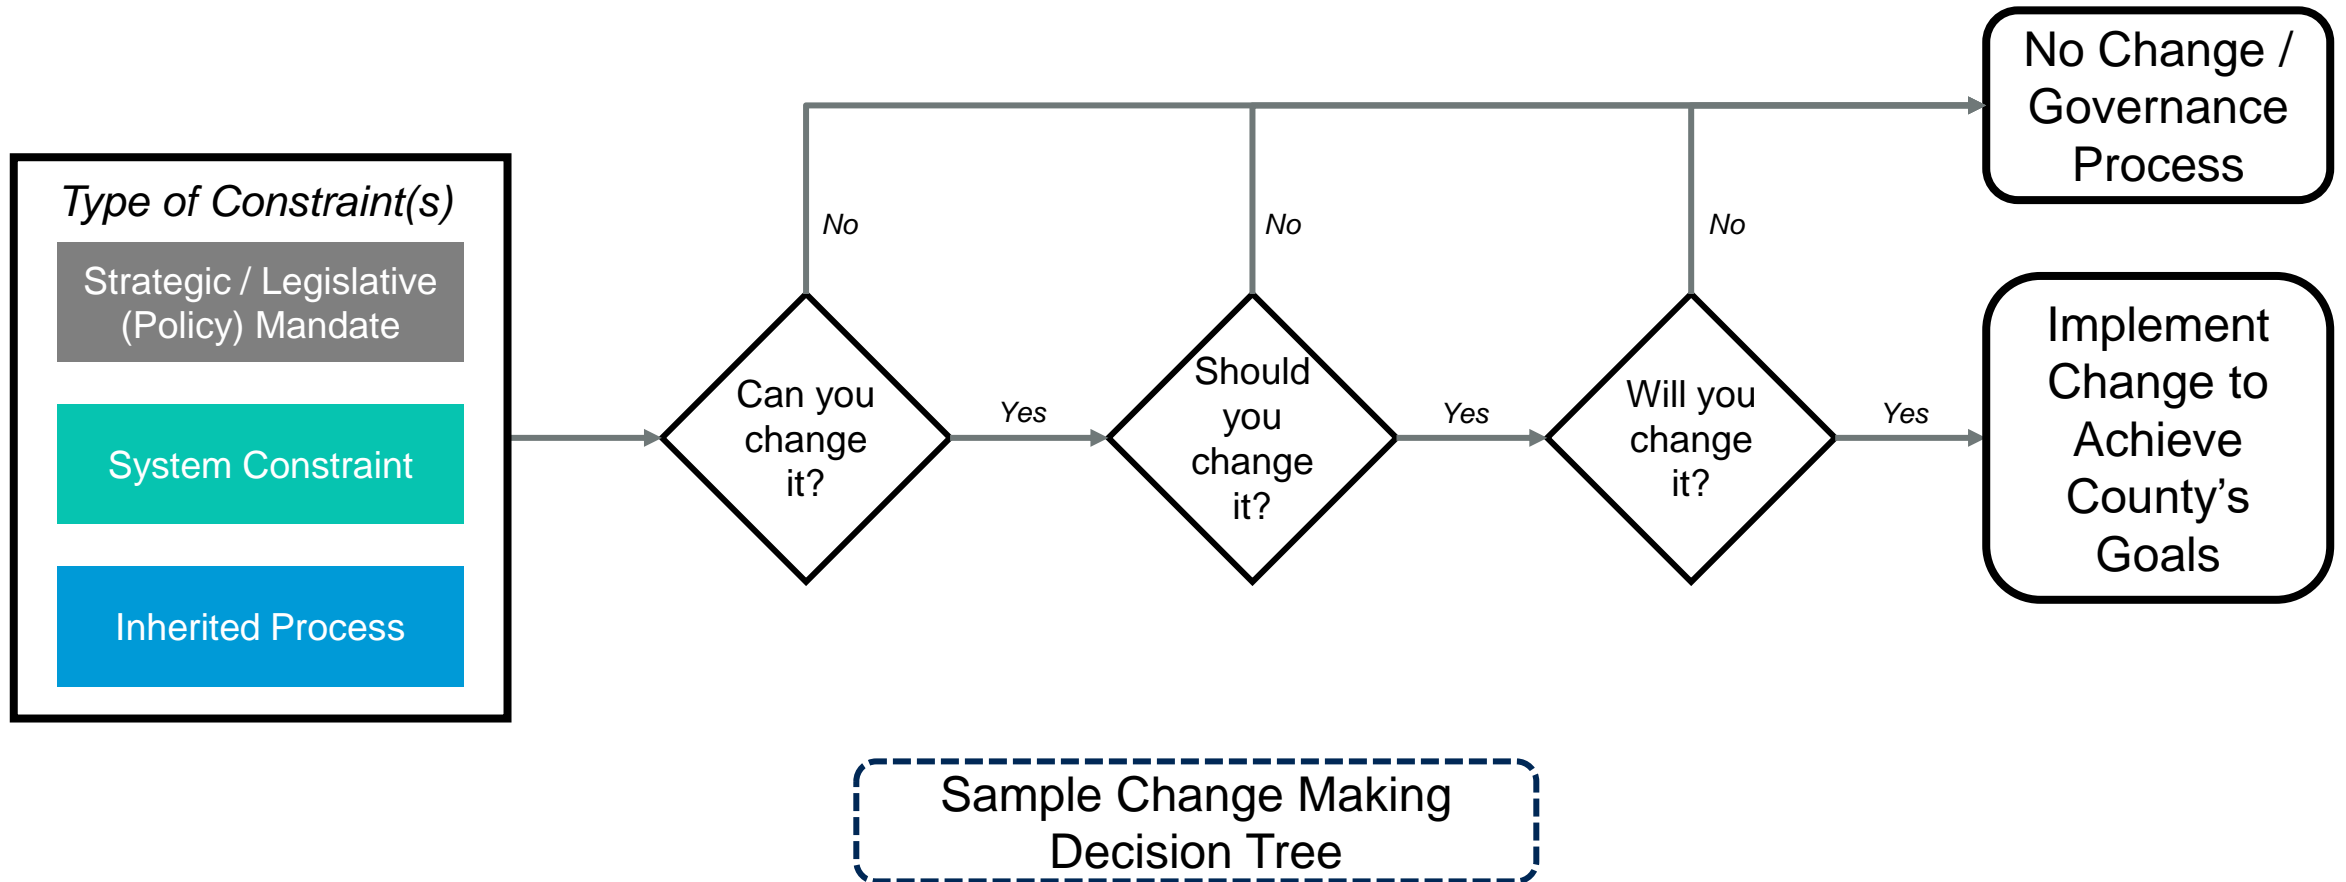 Type of Constraint(s)
Strategic / Legislative
(Policy) Mandate
System Constraint
Inherited Process
Can you
change
it?
No
Yes
Should
you
change
it?
No
Yes
Will you
change
it?
No
Yes
No Change /
Governance
Process
Implement
Change to
Achieve
County’s
Goals
Sample Change Making
Decision Tree